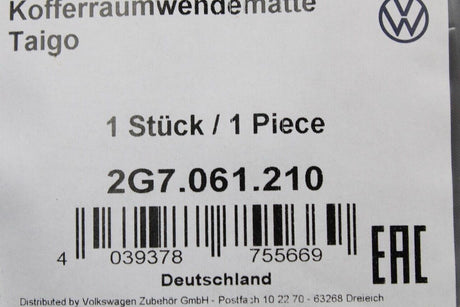 Kofferraumwendematte
Taigo
1 Stück / 1 Piece
2G7.061.210
4 039378 755669
EAC
Deutschland
Distributed by Volkswagen Zubehör GmbH - Postfach 10 22 70 - 63268 Dreieich